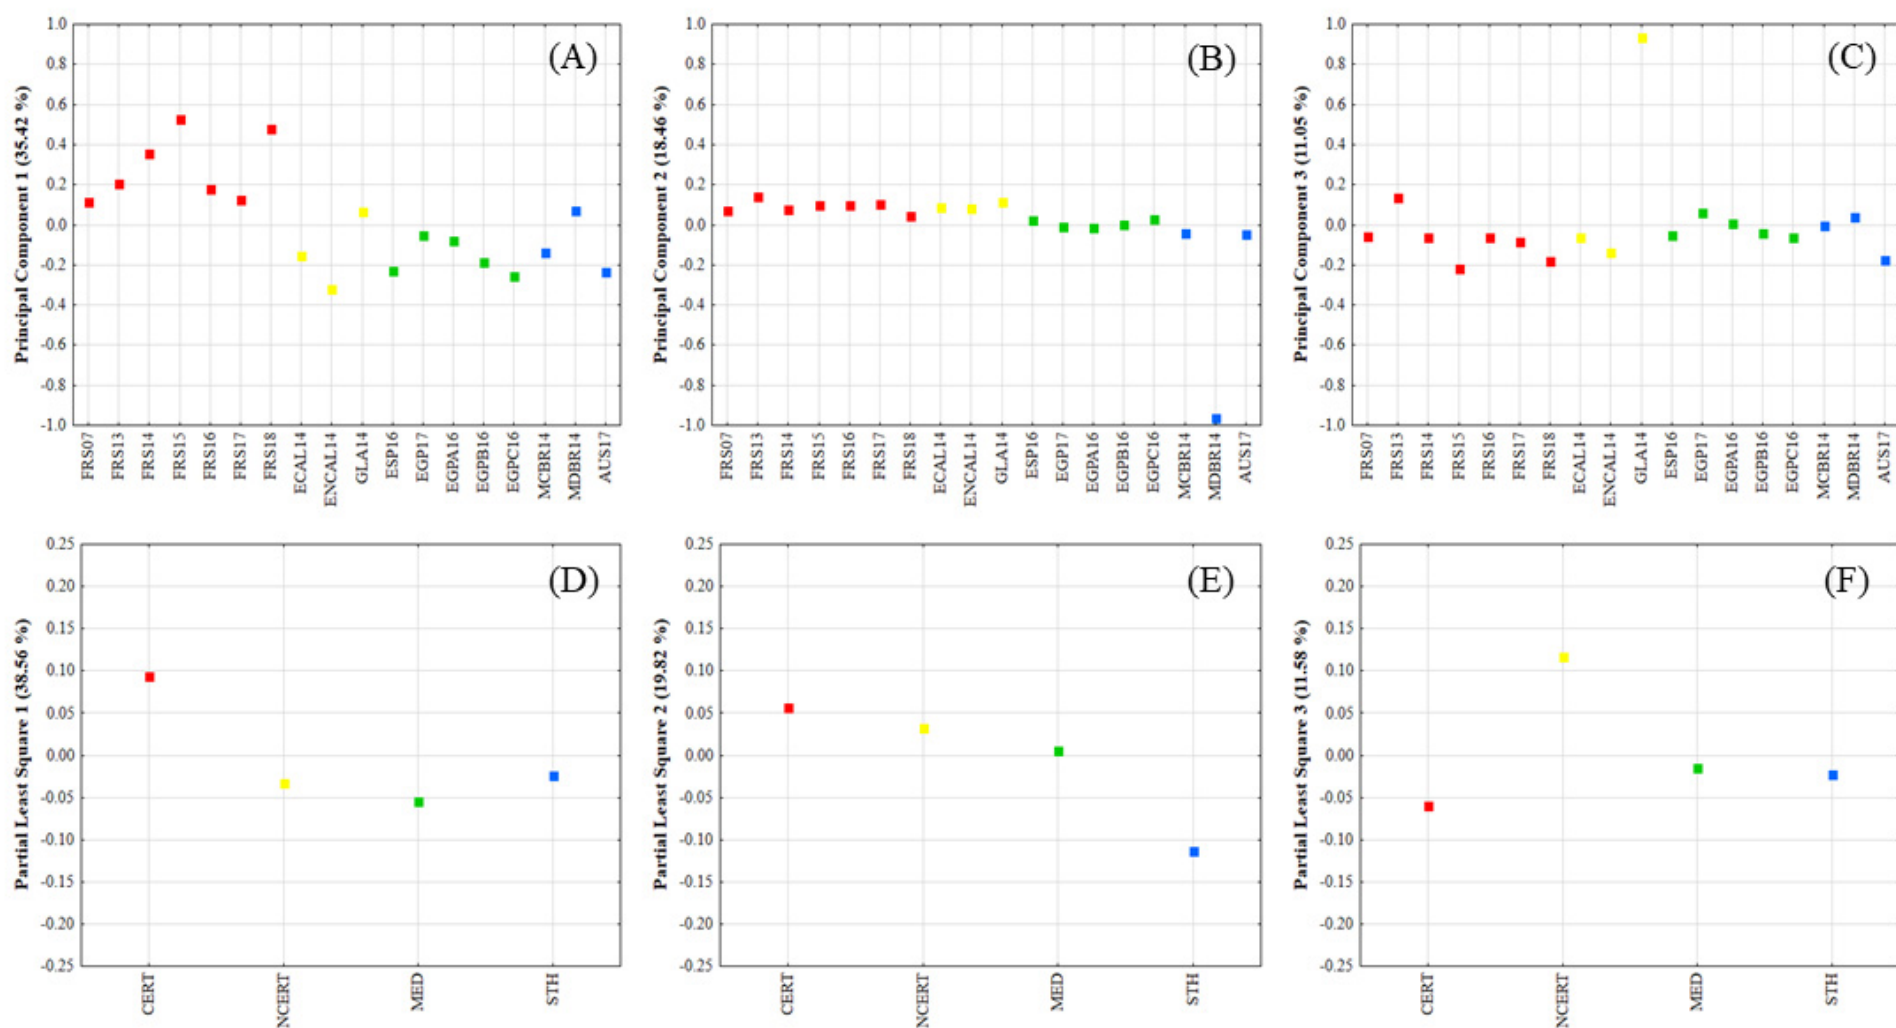 (A)
Principal Component 1 (35.42 %)
1.0
0.8
0.6
0.4
0.2
0.0
-0.2
-0.4
-0.6
-0.8
-1.0
FRS07
FRS13
FRS14
FRS15
FRS16
FRS17
FRS18
ECAL14
ENCAL14
GLA14
ESP16
EGP17
EGPA16
EGPB16
EGPC16
MCBR14
MDBR14
AUS17
(B)
Principal Component 2 (18.46 %)
1.0
0.8
0.6
0.4
0.2
0.0
-0.2
-0.4
-0.6
-0.8
-1.0
FRS07
FRS13
FRS14
FRS15
FRS16
FRS17
FRS18
ECAL14
ENCAL14
GLA14
ESP16
EGP17
EGPA16
EGPB16
EGPC16
MCBR14
MDBR14
AUS17
(C)
Principal Component 3 (11.05 %)
1.0
0.8
0.6
0.4
0.2
0.0
-0.2
-0.4
-0.6
-0.8
-1.0
FRS07
FRS13
FRS14
FRS15
FRS16
FRS17
FRS18
ECAL14
ENCAL14
GLA14
ESP16
EGP17
EGPA16
EGPB16
EGPC16
MCBR14
MDBR14
AUS17
(D)
Partial Least Square 1 (38.56 %)
0.25
0.20
0.15
0.10
0.05
0.00
-0.05
-0.10
-0.15
-0.20
-0.25
CERT
NCERT
MED
STH
(E)
Partial Least Square 2 (19.82 %)
0.25
0.20
0.15
0.10
0.05
0.00
-0.05
-0.10
-0.15
-0.20
-0.25
CERT
NCERT
MED
STH
(F)
Partial Least Square 3 (11.58 %)
0.25
0.20
0.15
0.10
0.05
0.00
-0.05
-0.10
-0.15
-0.20
-0.25
CERT
NCERT
MED
STH